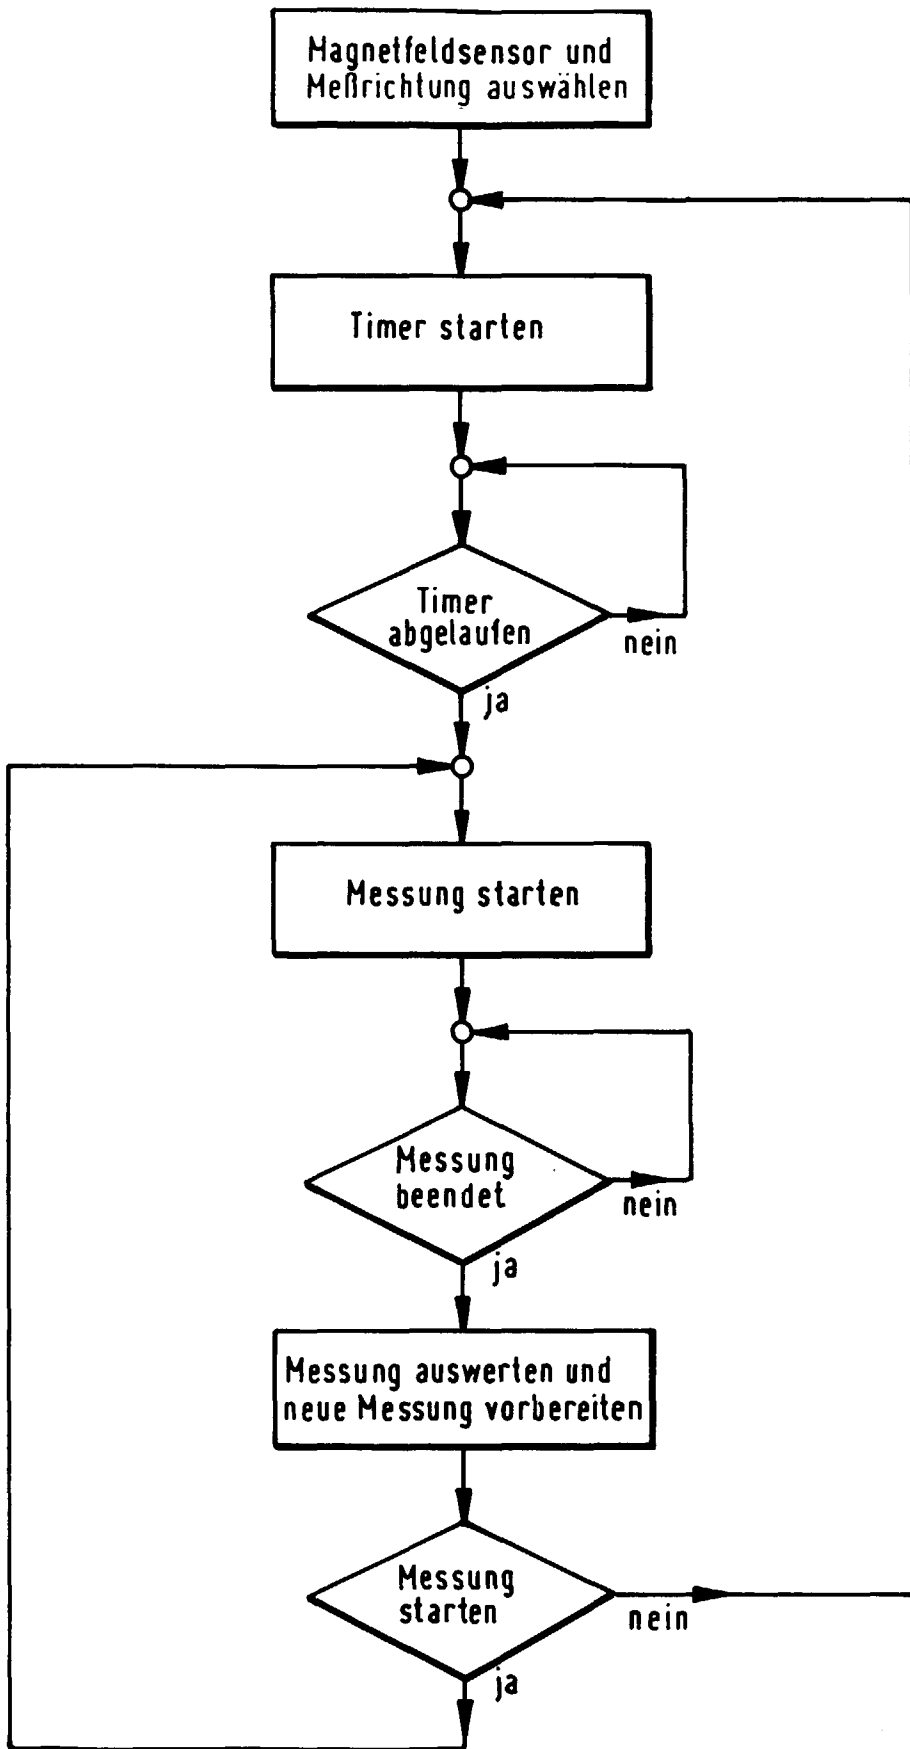 Magnetfeldsensor und
Meßrichtung auswählen
Timer starten
Timer
abgelaufen
nein
ja
Messung starten
Messung
beendet
nein
ja
Messung auswerten und
neue Messung vorbereiten
Messung
starten
nein
ja